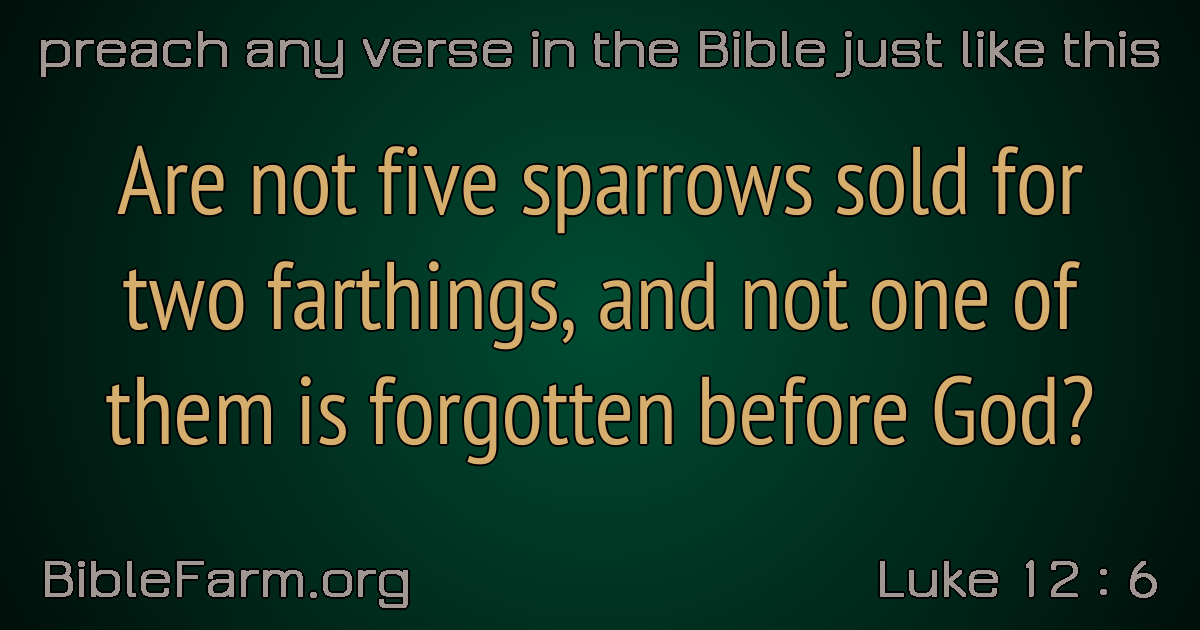 preach any verse in the Bible just like this
Are not five sparrows sold for
two farthings, and not one of
them is forgotten before God?
BibleFarm.org
Luke 12 : 6